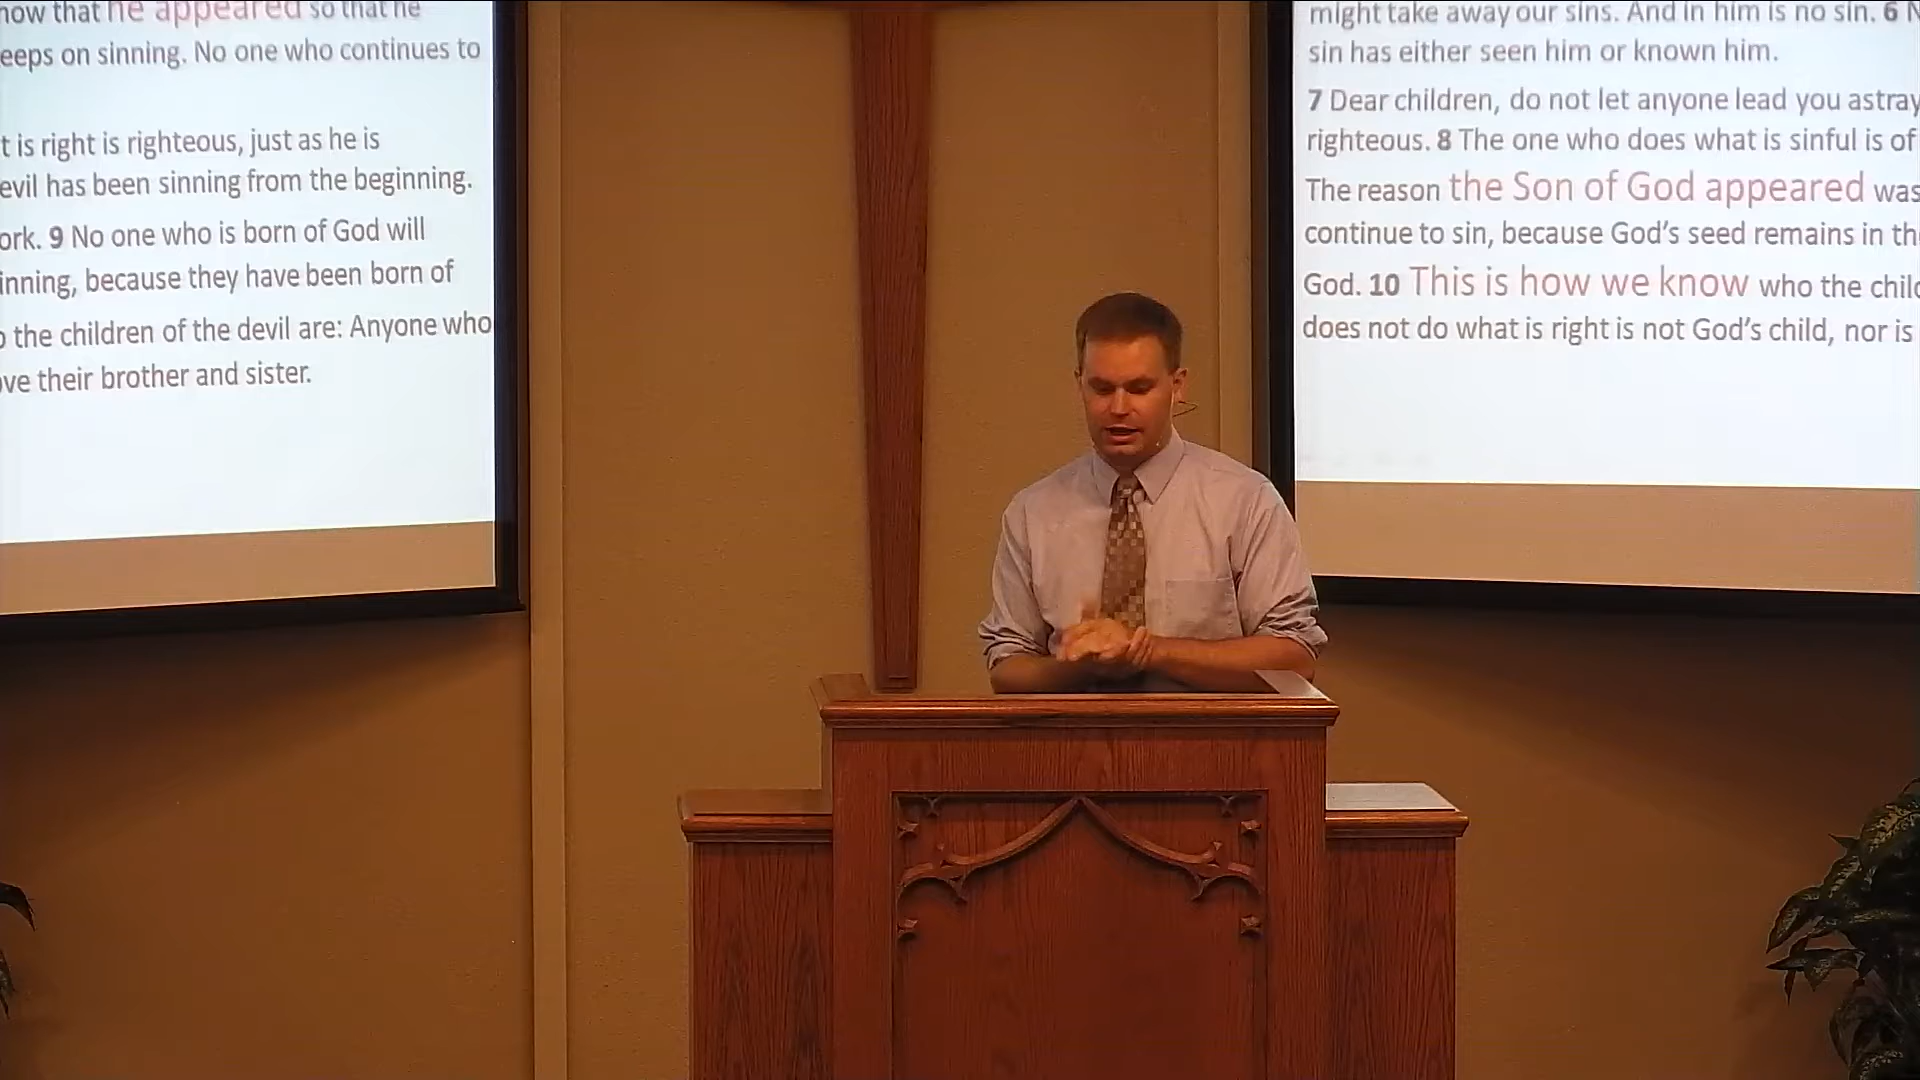 now that he appeared so that he
eeps on sinning. No one who continues to
t is right is righteous, just as he is
evil has been sinning from the beginning.
ork. 9 No one who is born of God will
inning, because they have been born of
the children of the devil are: Anyone who
ve their brother and sister.
might take away our sins. And in him is no sin. 6 N
sin has either seen him or known him.
7 Dear children, do not let anyone lead you astray
righteous. 8 The one who does what is sinful is of
The reason the Son of God appeared was
continue to sin, because God's seed remains in th
God. 10 This is how we know who the chil
does not do what is right is not God's child, nor is